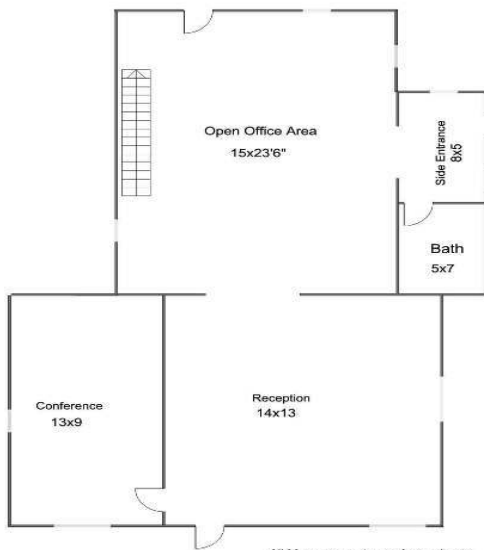 Open Office Area
15x23'6"
Side Entrance
8x5
Bath
5x7
Conference
13x9
Reception
14x13